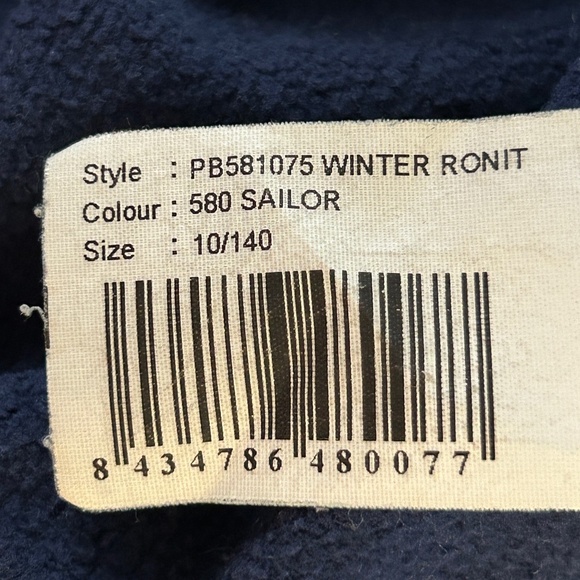 Style : PB581075 WINTER RONIT
Colour : 580 SAILOR
Size : 10/140
8 434786 480077